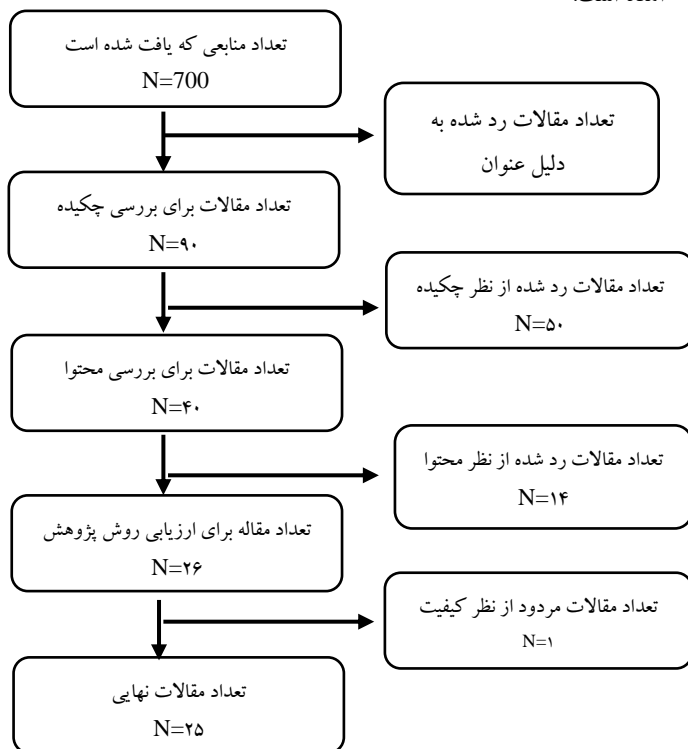 تعداد منابعی که یافت شده است
N=700
تعداد مقالات رد شده به
دلیل عنوان
تعداد مقالات برای بررسی چکیده
N=۹۰
تعداد مقالات رد شده از نظر چکیده
N=۵۰
تعداد مقالات برای بررسی محتوا
N=۴۰
تعداد مقالات رد شده از نظر محتوا
N=۱۴
تعداد مقاله برای ارزیابی روش پژوهش
N=۲۶
تعداد مقالات مردود از نظر کیفیت
N=۱
تعداد مقالات نهایی
N=۲۵